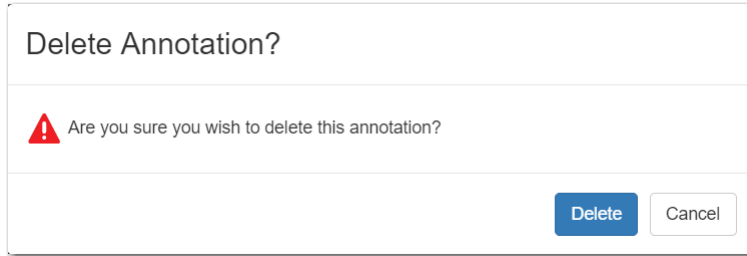 Delete Annotation?
Are you sure you wish to delete this annotation?
Delete Cancel